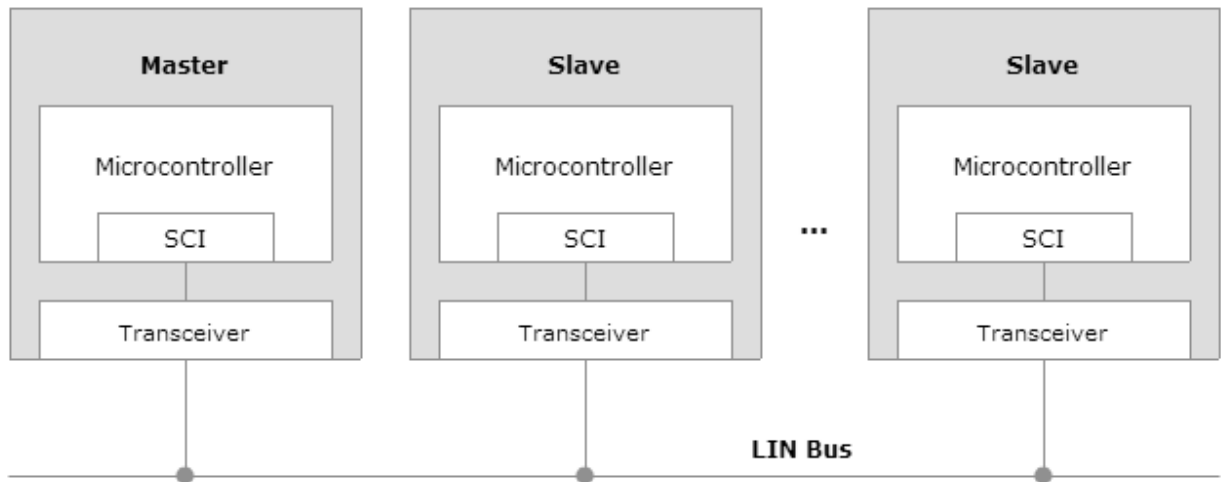 Master
Slave
Slave
Microcontroller
Microcontroller
Microcontroller
SCI
SCI
...
SCI
Transceiver
Transceiver
Transceiver
LIN Bus